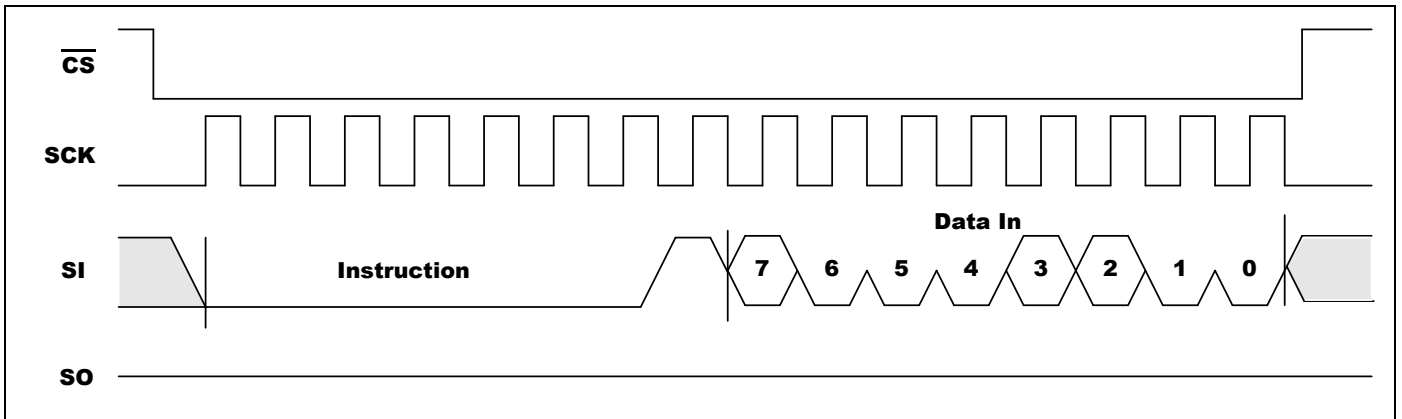 CS
SCK
Data In
SI Instruction 7 6 5 4 3 2 1 0
SO